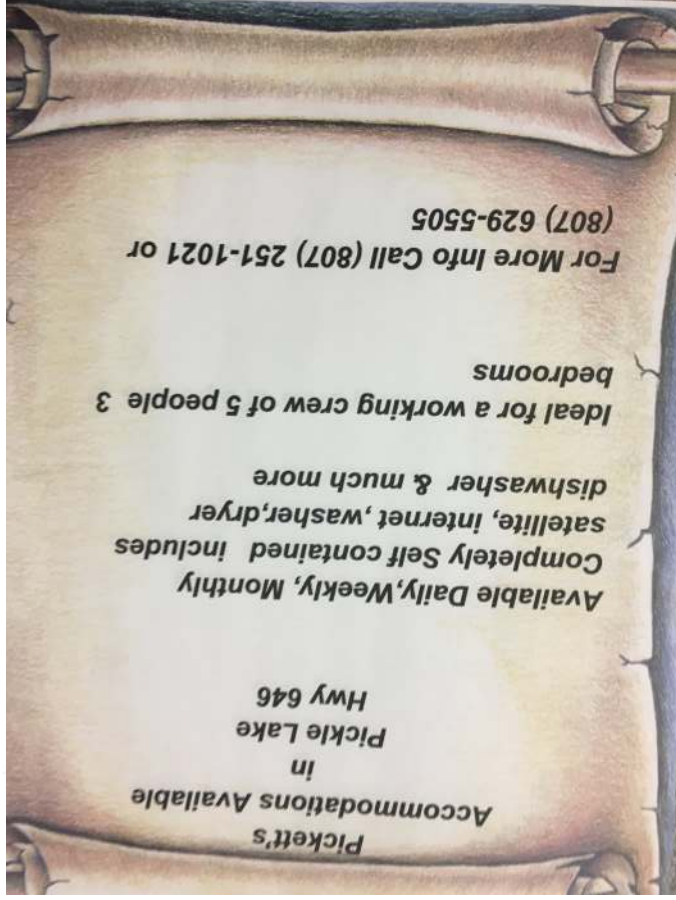 Pickett's
Accommodations Available
in
Pickle Lake
Hwy 646
Available Daily,Weekly, Monthly
Completely Self contained includes
satellite, internet ,washer,dryer
dishwasher & much more
Ideal for a working crew of 5 people 3
bedrooms
For More Info Call (807) 251-1021 or
(807) 629-5505